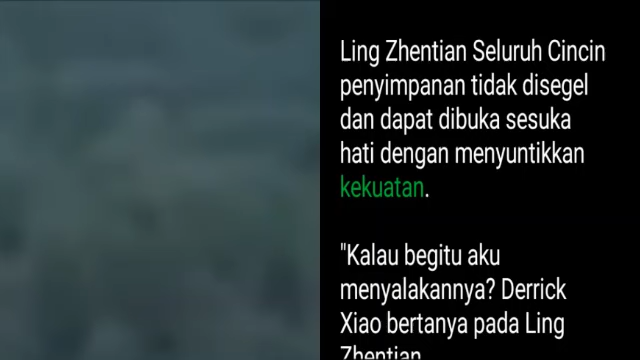 Ling Zhentian Seluruh Cincin
penyimpanan tidak disegel
dan dapat dibuka sesuka
hati dengan menyuntikkan
kekuatan.
"Kalau begitu aku
menyalakannya? Derrick
Xiao bertanya pada Ling
Zhentian